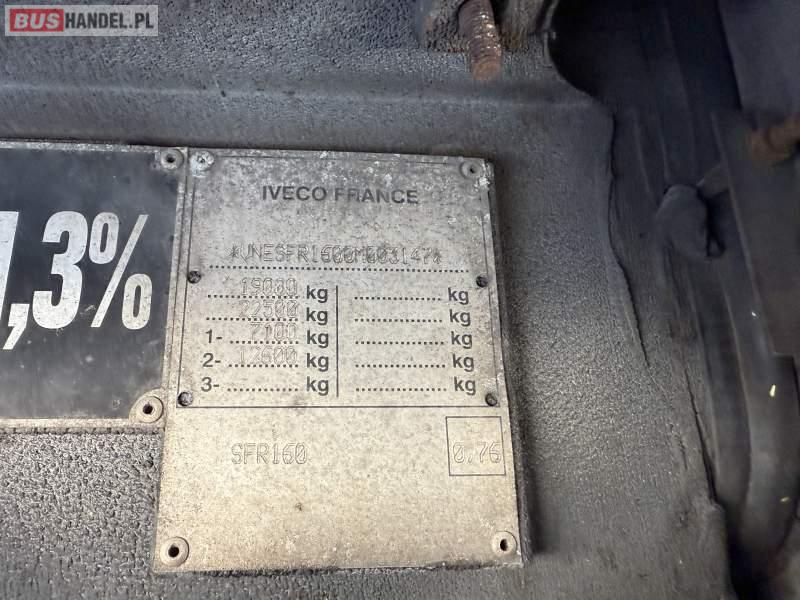 BUSHANDEL.PL
,3%
IVECO FRANCE
*VNESFR1600M003147*
19000 kg ............... kg
22500 kg ............... kg
1- 7100 kg ............... kg
2- 12600 kg ............... kg
3- ............... kg ............... kg
SFR160
0,76